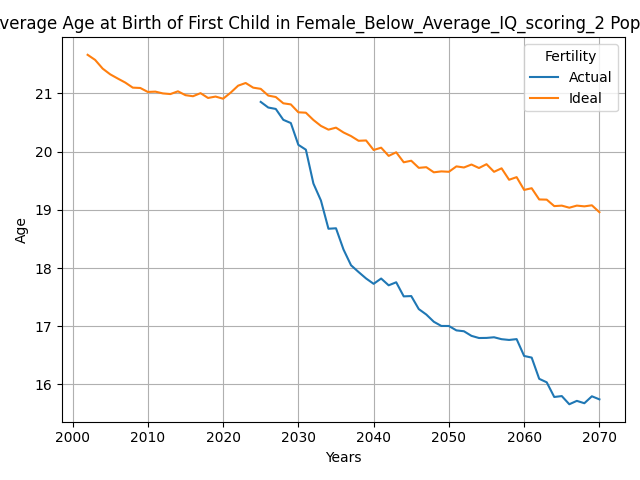 verage Age at Birth of First Child in Female_Below_Average_IQ_scoring_2 Pop
Fertility
Actual
Ideal
21
20
19
18
17
16
Age
2000 2010 2020 2030 2040 2050 2060 2070
Years